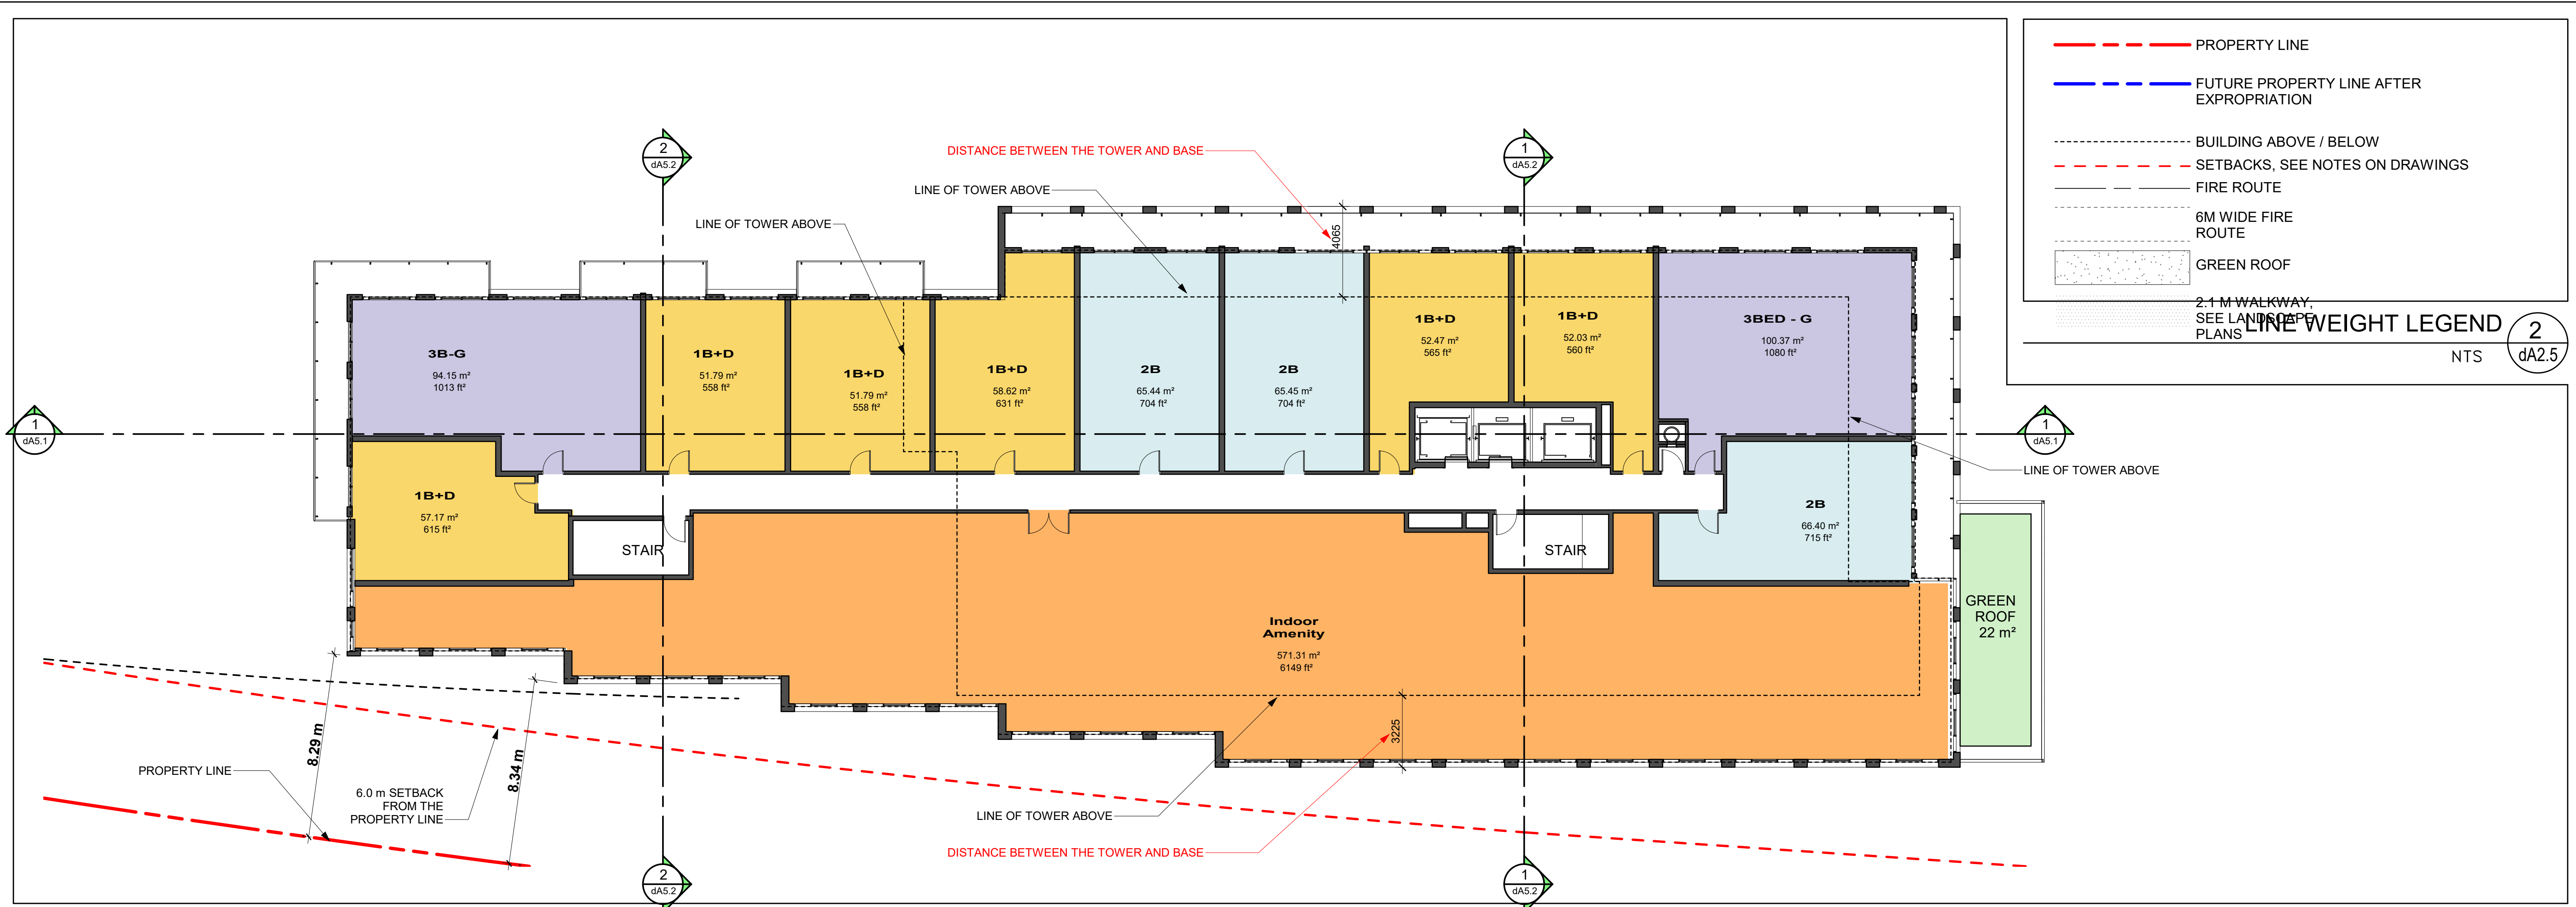 PROPERTY LINE
FUTURE PROPERTY LINE AFTER
EXPROPRIATION
BUILDING ABOVE / BELOW
SETBACKS, SEE NOTES ON DRAWINGS
FIRE ROUTE
6M WIDE FIRE
ROUTE
GREEN ROOF
2.1 M WALKWAY,
SEE LANDSCAPE
PLANS
LINE WEIGHT LEGEND
NTS
2
dA2.5
2
dA5.2
1
dA5.2
DISTANCE BETWEEN THE TOWER AND BASE
LINE OF TOWER ABOVE
LINE OF TOWER ABOVE
4065
3B-G
94.15 m²
1013 ft²
1B+D
51.79 m²
558 ft²
1B+D
51.79 m²
558 ft²
1B+D
58.62 m²
631 ft²
2B
65.44 m²
704 ft²
2B
65.45 m²
704 ft²
1B+D
52.47 m²
565 ft²
1B+D
52.03 m²
560 ft²
3BED - G
100.37 m²
1080 ft²
1
dA5.1
1
dA5.1
LINE OF TOWER ABOVE
1B+D
57.17 m²
615 ft²
STAIR
STAIR
2B
66.40 m²
715 ft²
Indoor
Amenity
571.31 m²
6149 ft²
GREEN
ROOF
22 m²
8.29 m
8.34 m
3225
PROPERTY LINE
6.0 m SETBACK
FROM THE
PROPERTY LINE
LINE OF TOWER ABOVE
DISTANCE BETWEEN THE TOWER AND BASE
2
dA5.2
1
dA5.2